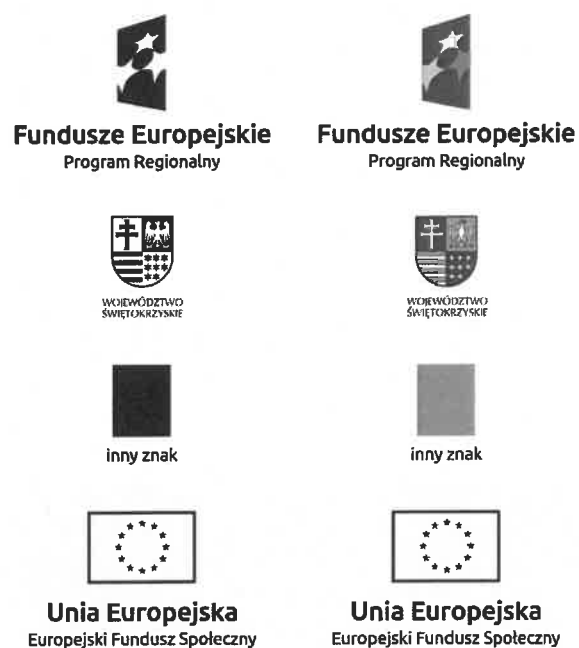 Fundusze Europejskie
Program Regionalny
Fundusze Europejskie
Program Regionalny
WOJEWÓDZTWO
ŚWIĘTOKRZYSKIE
WOJEWÓDZTWO
ŚWIĘTOKRZYSKIE
inny znak
inny znak
Unia Europejska
Europejski Fundusz Społeczny
Unia Europejska
Europejski Fundusz Społeczny